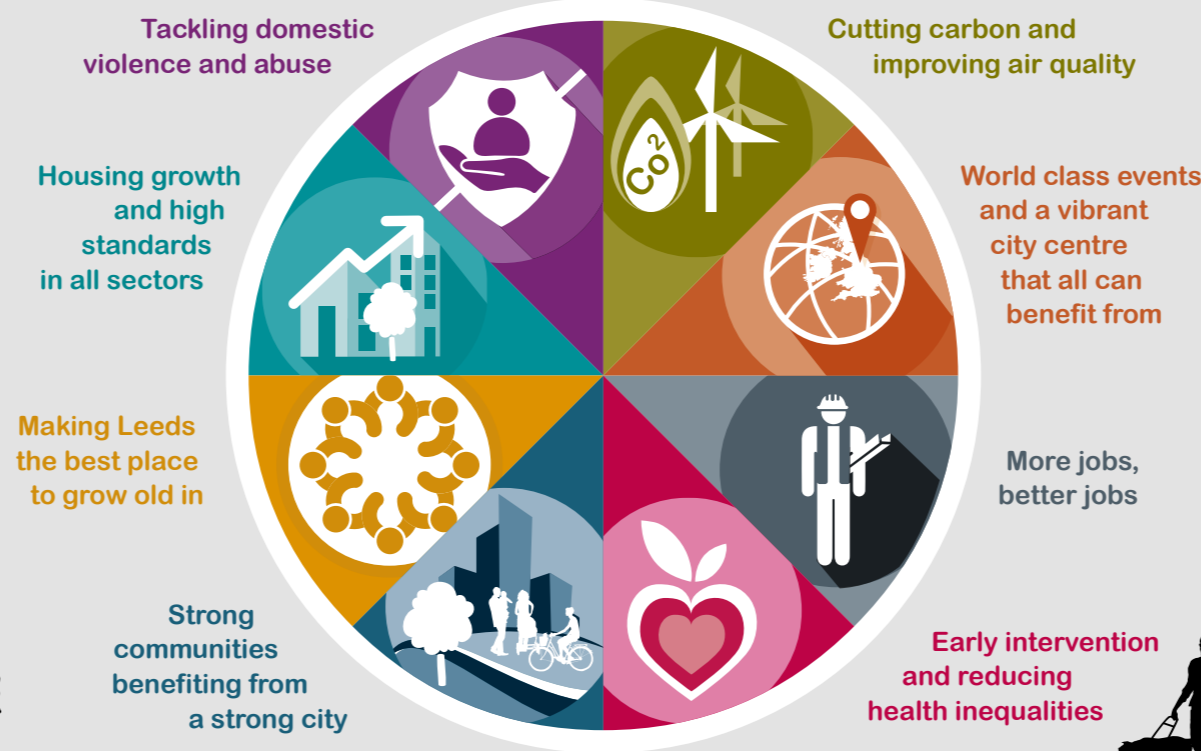 Tackling domestic
violence and abuse
Cutting carbon and
improving air quality
Housing growth
and high
standards
in all sectors
Co2
World class events
and a vibrant
city centre
that all can
benefit from
Making Leeds
the best place
to grow old in
More jobs,
better jobs
Strong
communities
benefiting from
a strong city
Early intervention
and reducing
health inequalities